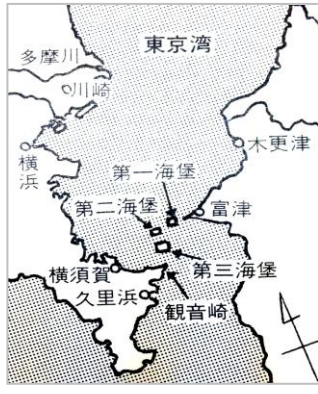 東京湾
多摩川
川崎
横浜
木更津
第一海堡
第二海堡
富津
横須賀
第三海堡
久里浜
観音崎